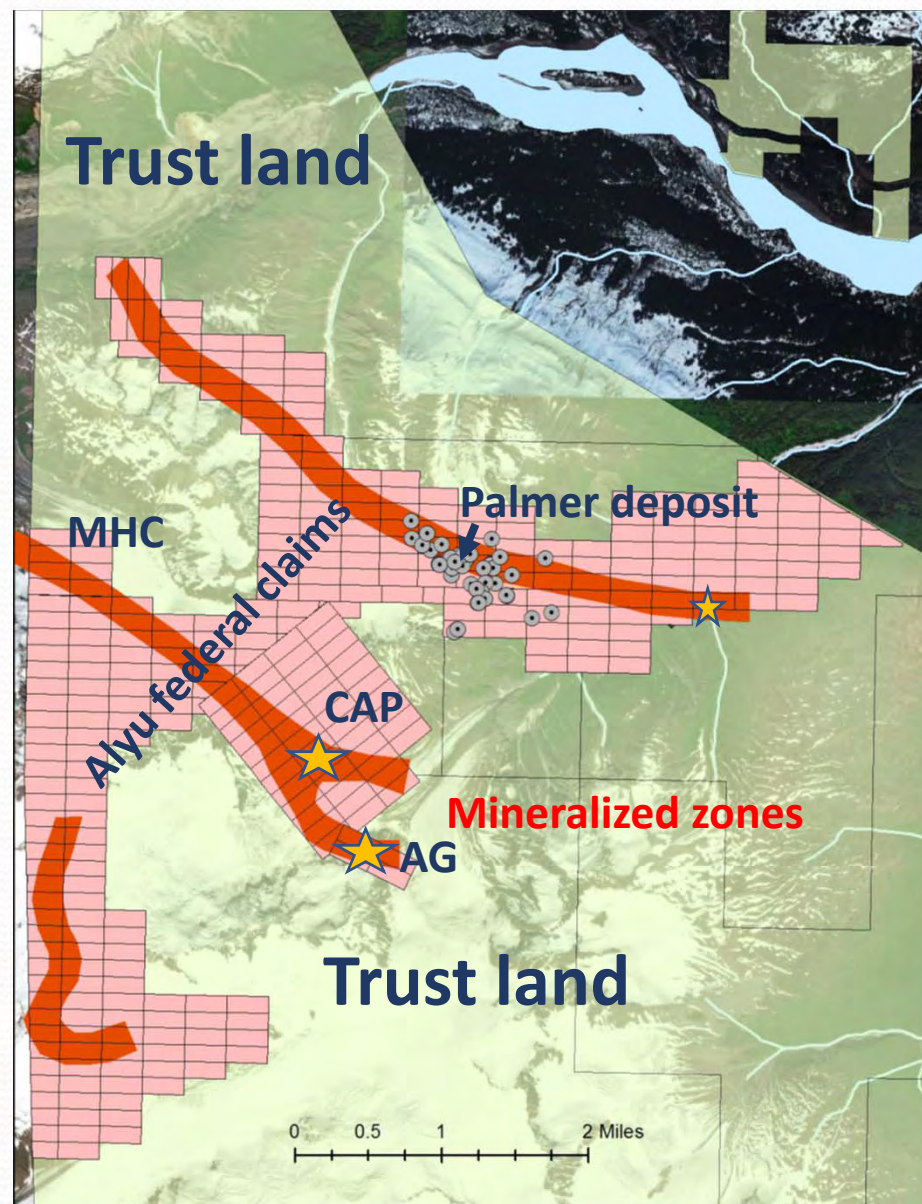 Trust land
Palmer deposit
MHC
Alyu federal claims
CAP
Mineralized zones
AG
Trust land
0 0.5 1 2 Miles